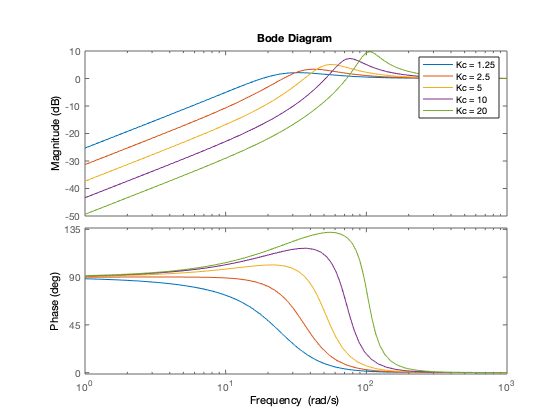 Bode Diagram
10
0
-10
-20
-30
-40
-50
Magnitude (dB)
Kc = 1.25
Kc = 2.5
Kc = 5
Kc = 10
Kc = 20
135
90
45
0
Phase (deg)
10^0
10^1
10^2
10^3
Frequency (rad/s)